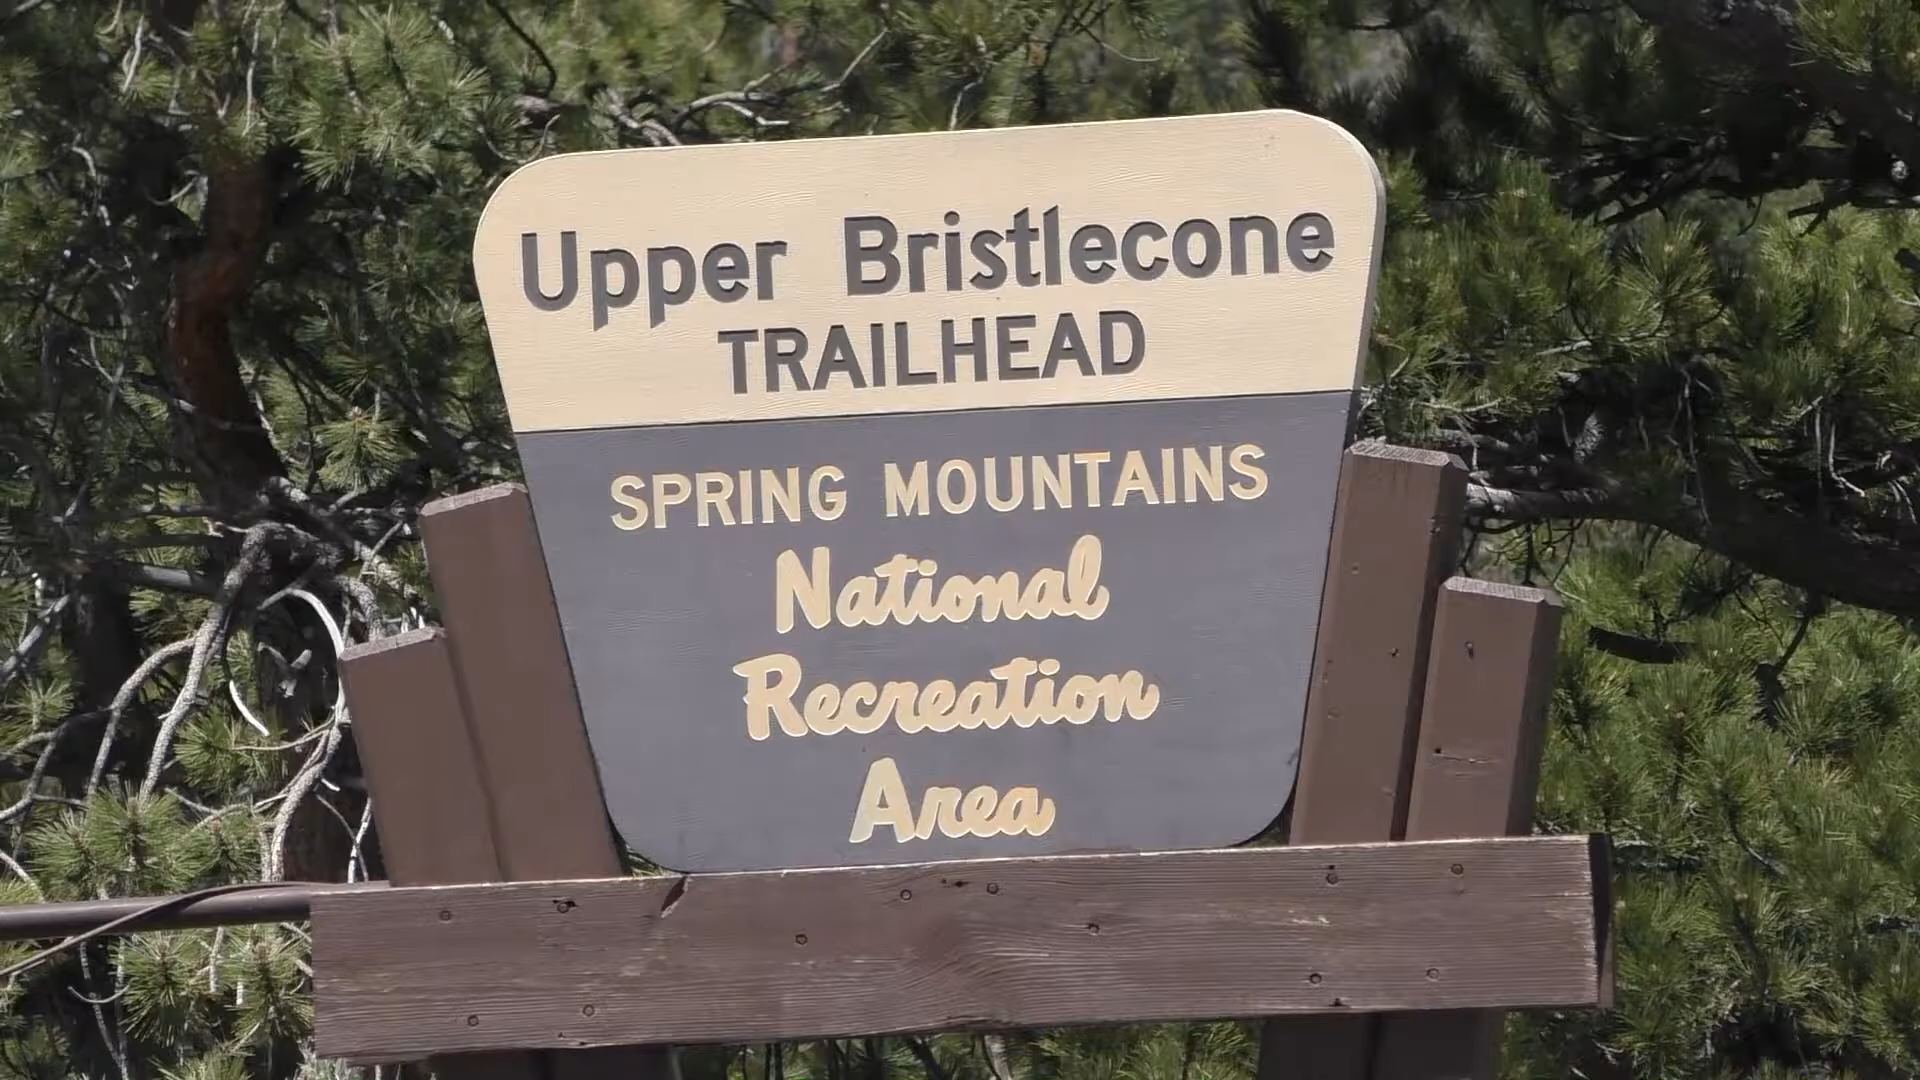 Upper Bristlecone
TRAILHEAD
SPRING MOUNTAINS
National
Recreation
Area